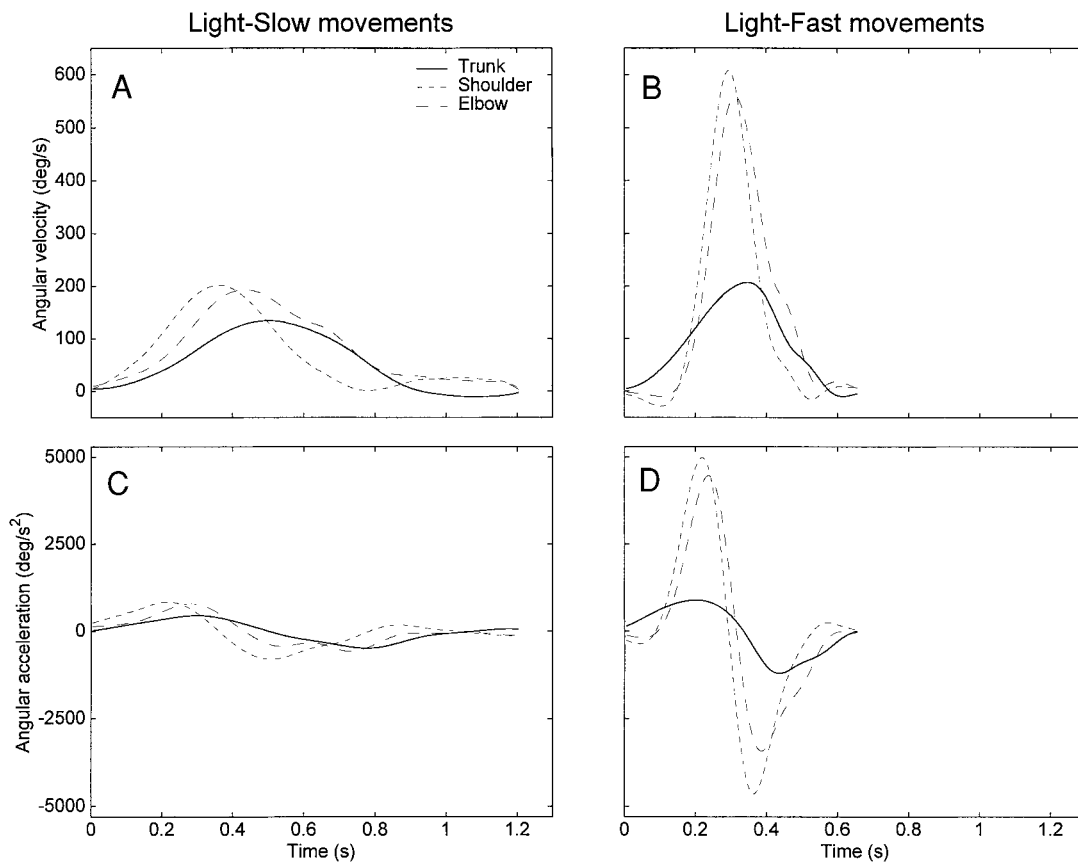 Light-Slow movements
Light-Fast movements
A
Trunk
Shoulder
Elbow
B
600
500
400
300
200
100
0
Angular velocity (deg/s)
C
D
5000
2500
0
-2500
-5000
Angular acceleration (deg/s²)
0 0.2 0.4 0.6 0.8 1.0 1.2
Time (s)
0 0.2 0.4 0.6 0.8 1.0 1.2
Time (s)